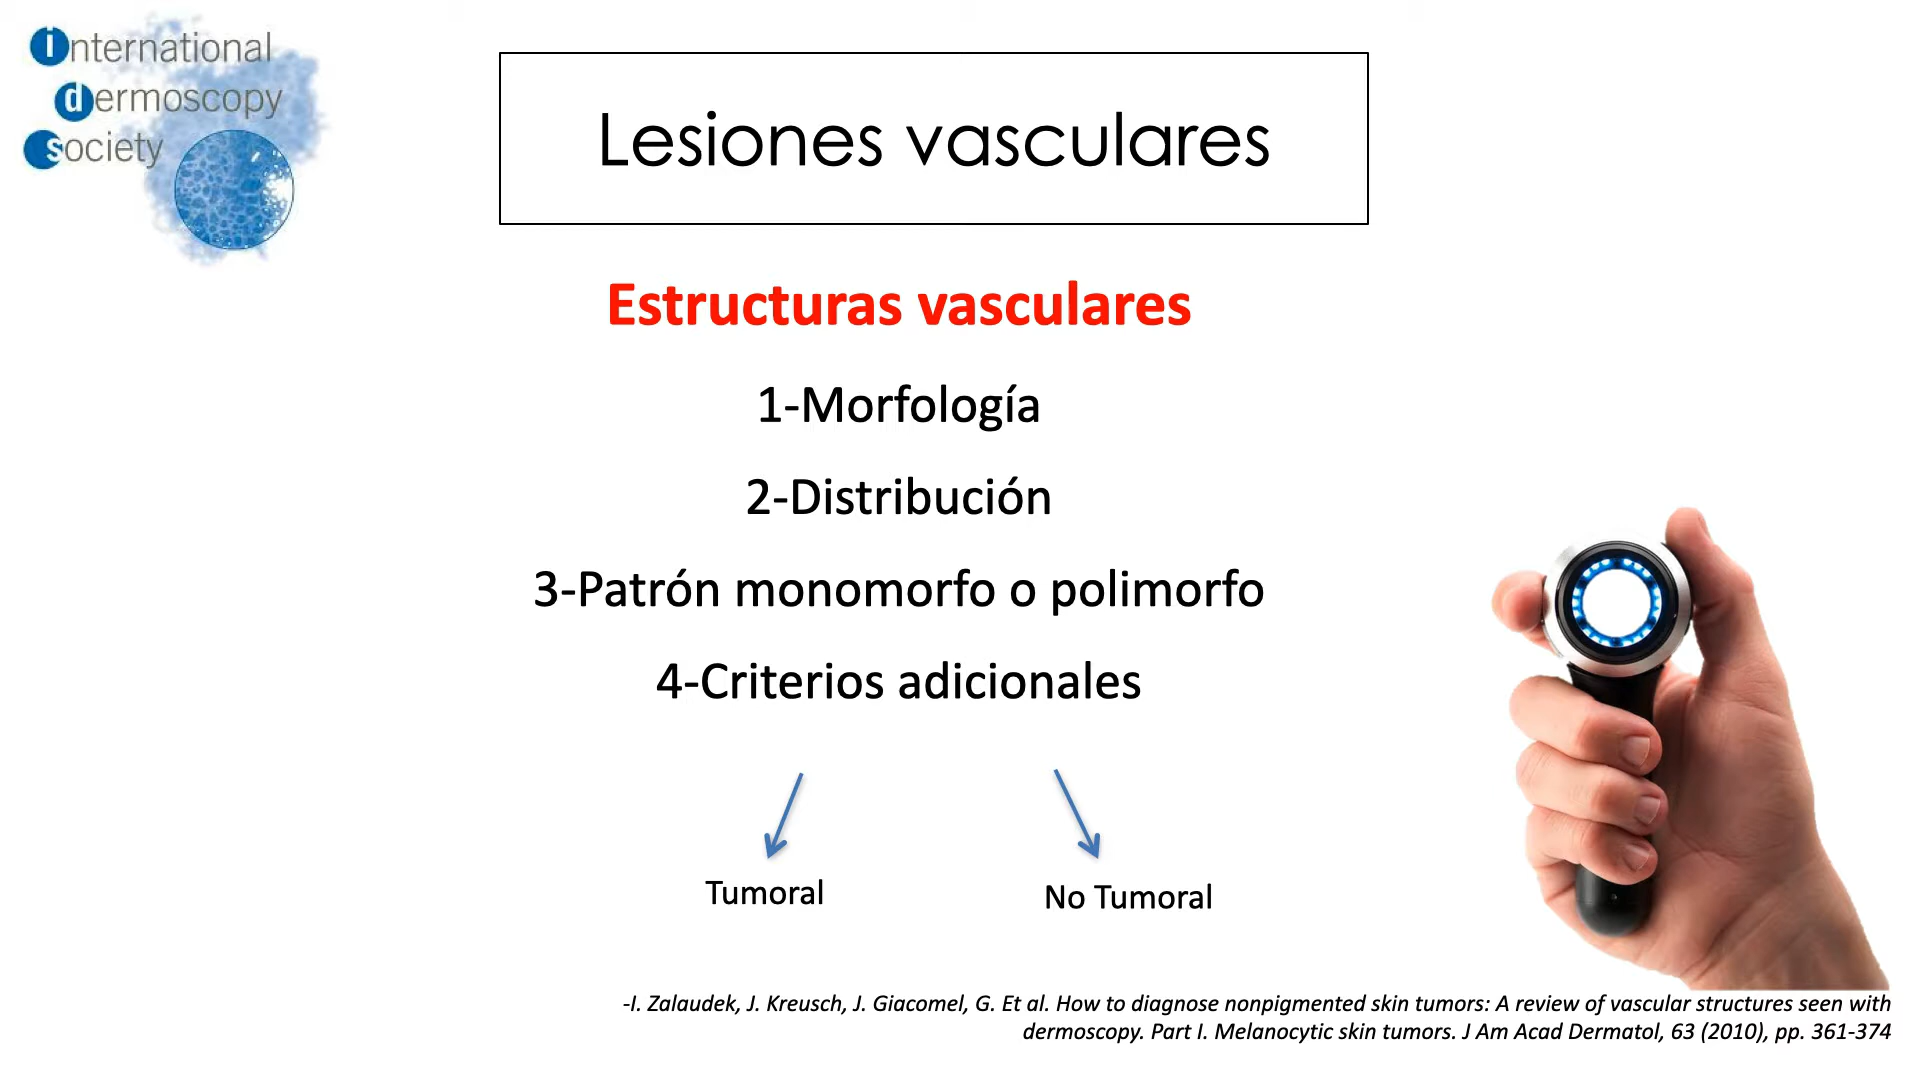 international
dermoscopy
society
Lesiones vasculares
Estructuras vasculares
1-Morfología
2-Distribución
3-Patrón monomorfo o polimorfo
4-Criterios adicionales
Tumoral
No Tumoral
-I. Zalaudek, J. Kreusch, J. Giacomel, G. Et al. How to diagnose nonpigmented skin tumors: A review of vascular structures seen with
dermoscopy. Part I. Melanocytic skin tumors. J Am Acad Dermatol, 63 (2010), pp. 361-374